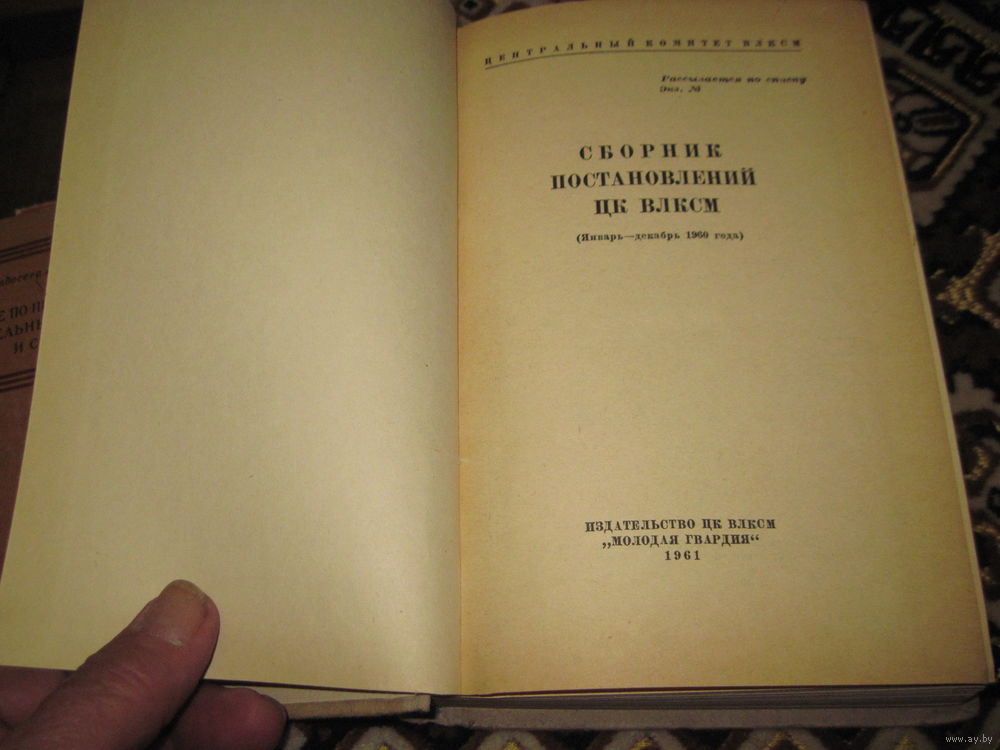 ЦЕНТРАЛЬНЫЙ КОМИТЕТ ВЛКСМ
Рассылается по списку
Экз. №
СБОРНИК
ПОСТАНОВЛЕНИЙ
ЦК ВЛКСМ
(Январь—декабрь 1960 года)
ИЗДАТЕЛЬСТВО ЦК ВЛКСМ
„МОЛОДАЯ ГВАРДИЯ“
1961
И С
www.ay.by